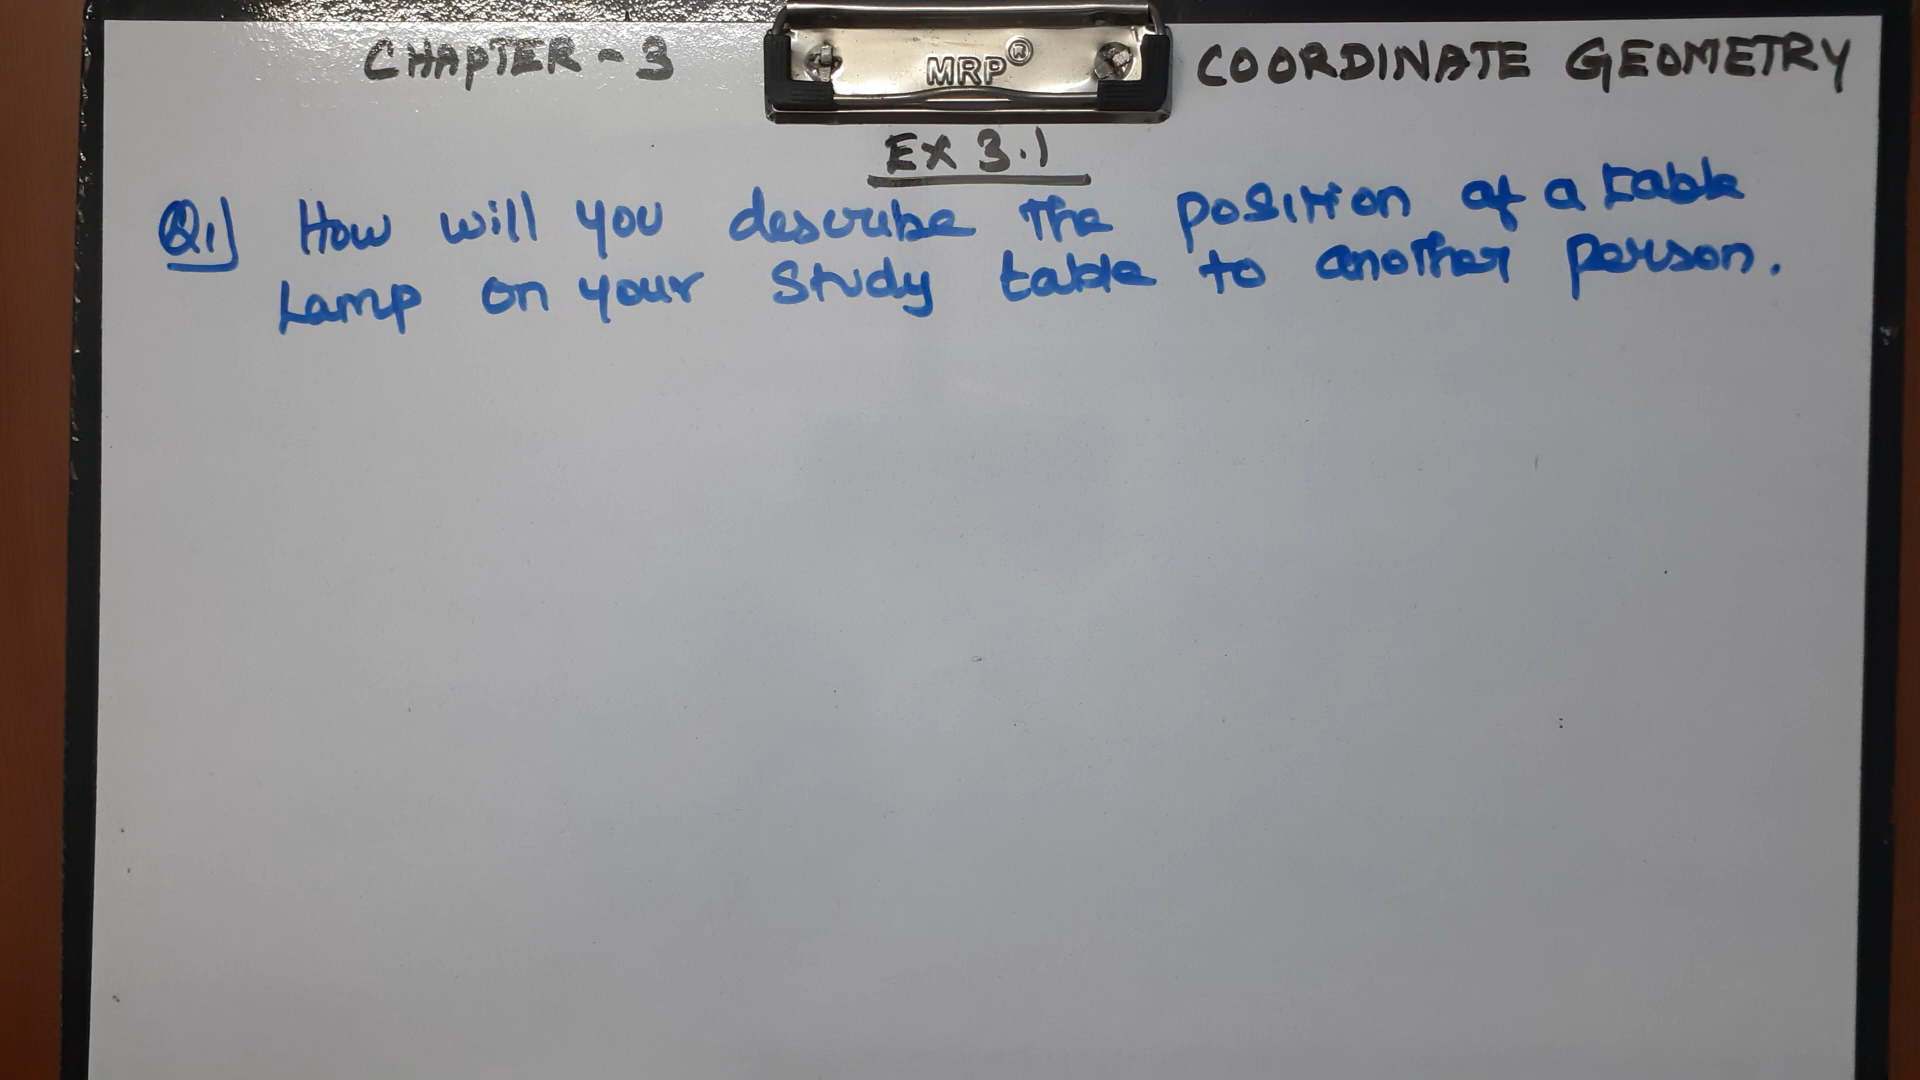 CHAPTER - 3 MRP® COORDINATE GEOMETRY
EX 3.1
Q1) How will you describe the position of a table
Lamp on your Study table to another person.